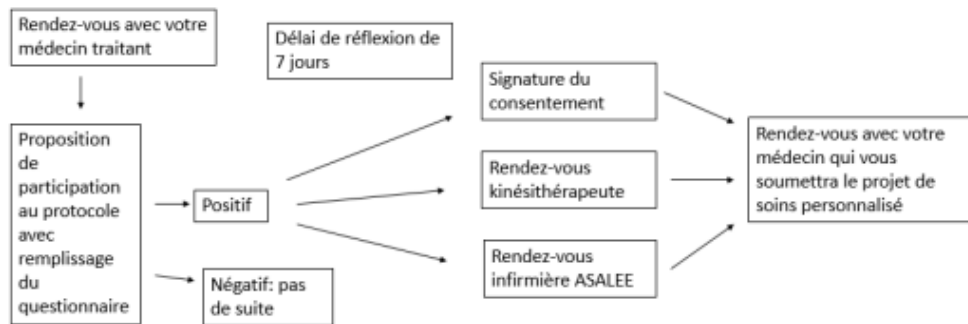 Rendez-vous avec votre
médecin traitant
Délai de réflexion de
7 jours
Proposition
de
participation
au protocole
avec
remplissage
du
questionnaire
Positif
Négatif: pas
de suite
Signature du
consentement
Rendez-vous
kinésithérapeute
Rendez-vous
infirmière ASALEE
Rendez-vous avec votre
médecin qui vous
soumettra le projet de
soins personnalisé